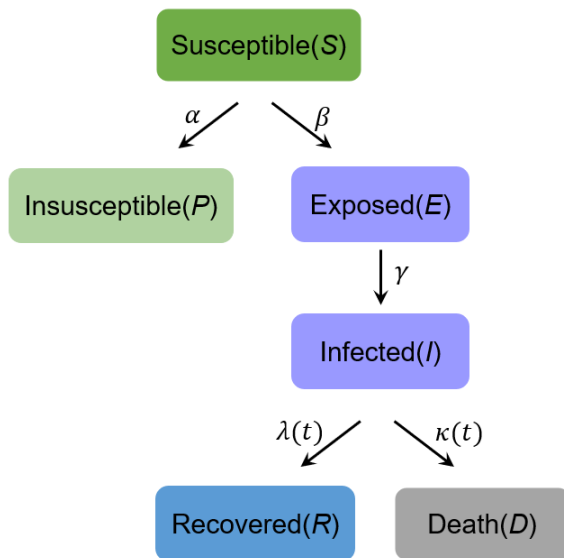 Susceptible(S)
α β
Insusceptible(P) Exposed(E)
γ
Infected(I)
λ(t) κ(t)
Recovered(R) Death(D)